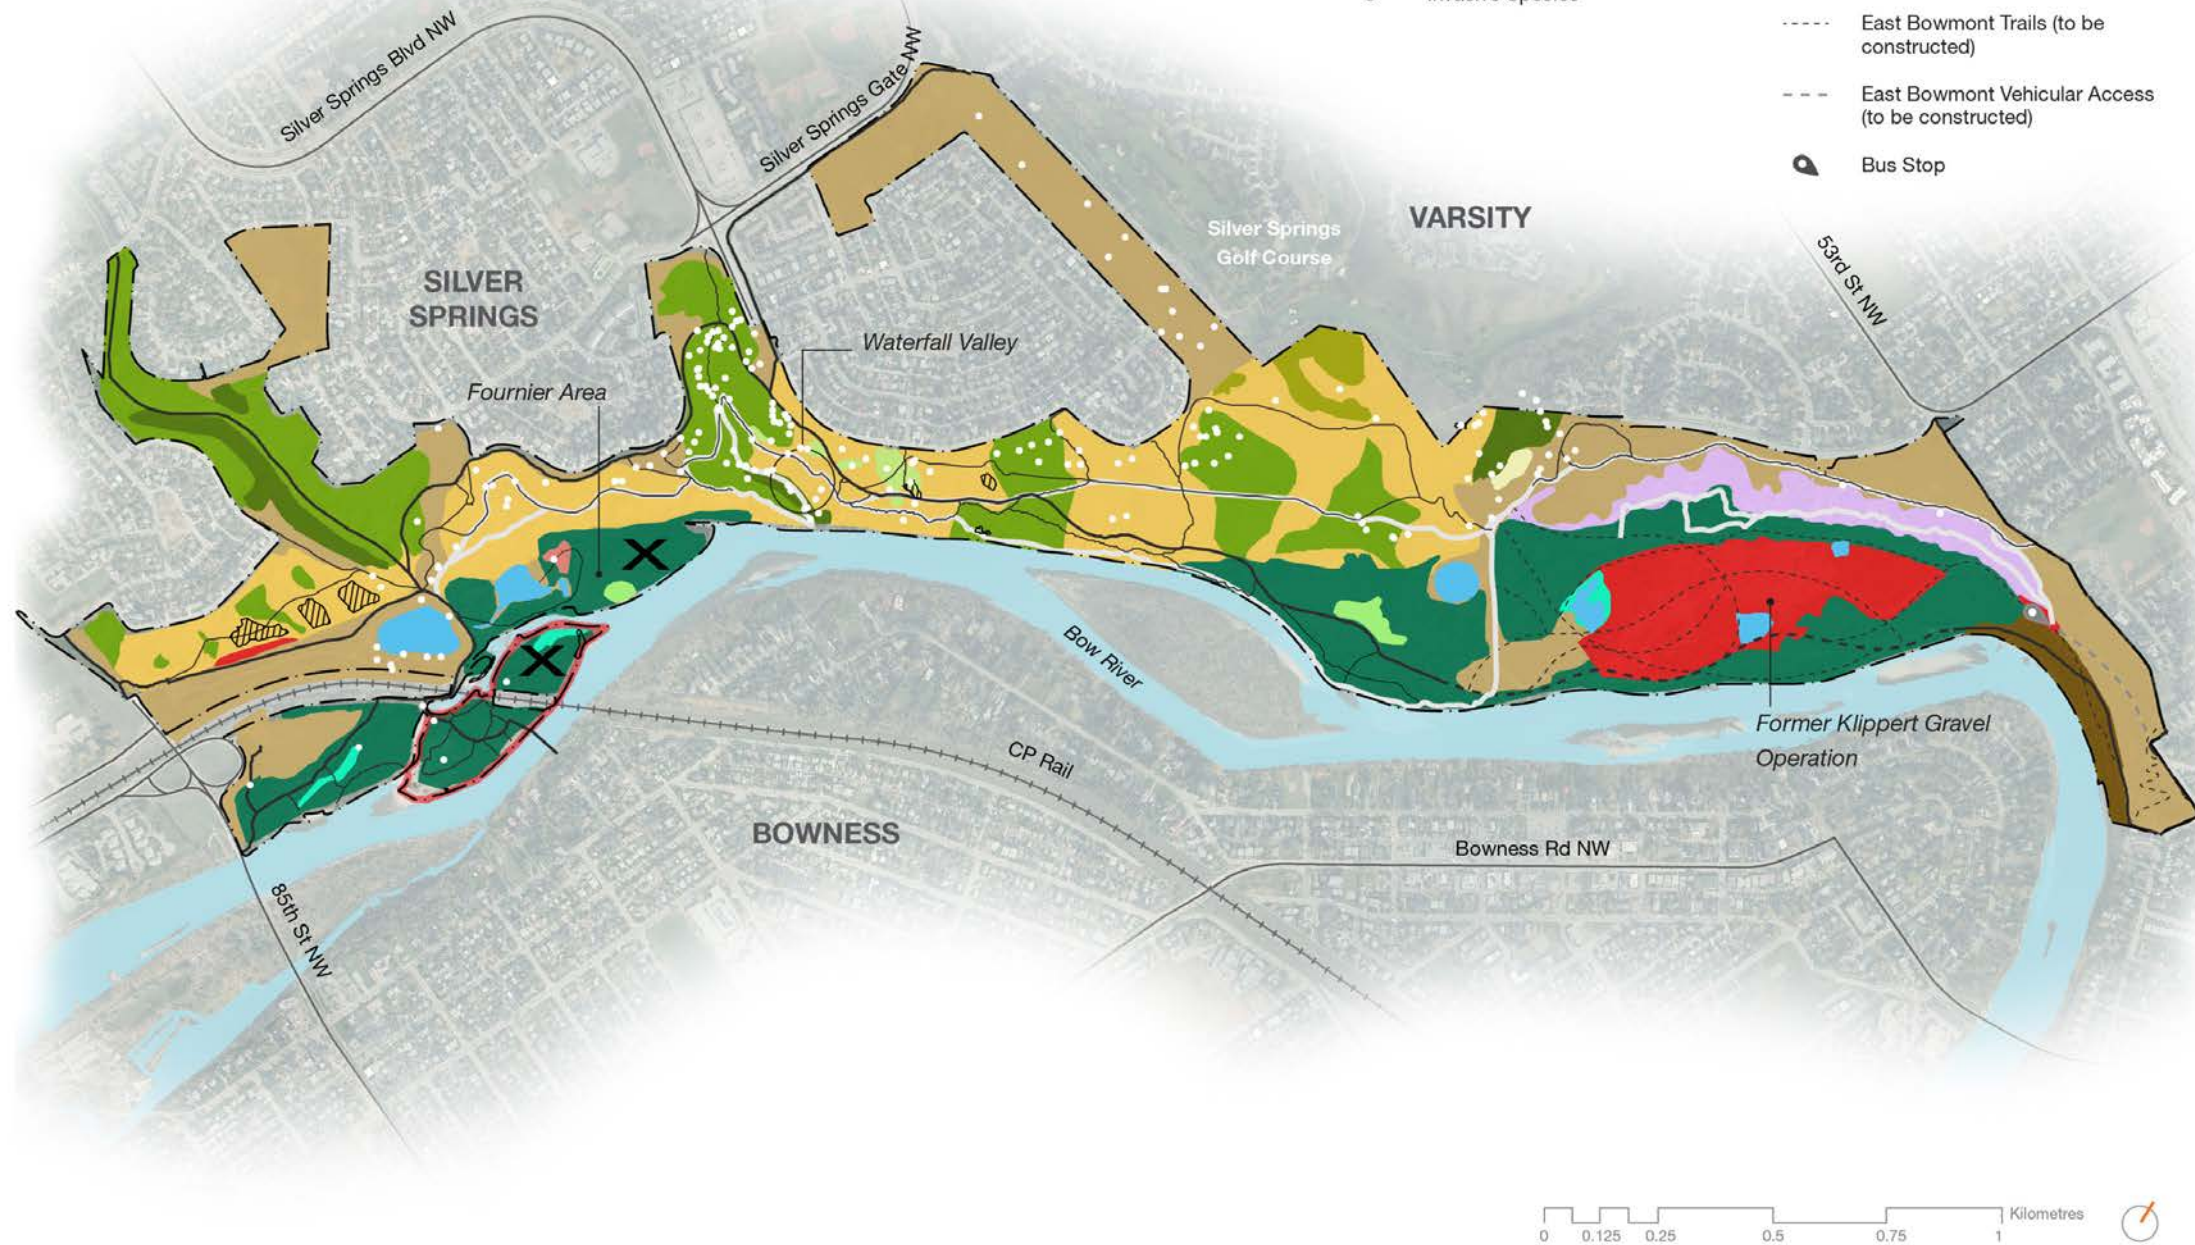 East Bowmont Trails (to be
constructed)
East Bowmont Vehicular Access
(to be constructed)
Bus Stop
Silver Springs Blvd NW
Silver Springs Gate NW
VARSITY
Silver Springs
Golf Course
53rd St NW
SILVER
SPRINGS
Waterfall Valley
Fournier Area
Bow River
Former Klippert Gravel
Operation
CP Rail
BOWNESS
Bowness Rd NW
85th St NW
Kilometres
0 0.125 0.25 0.5 0.75 1